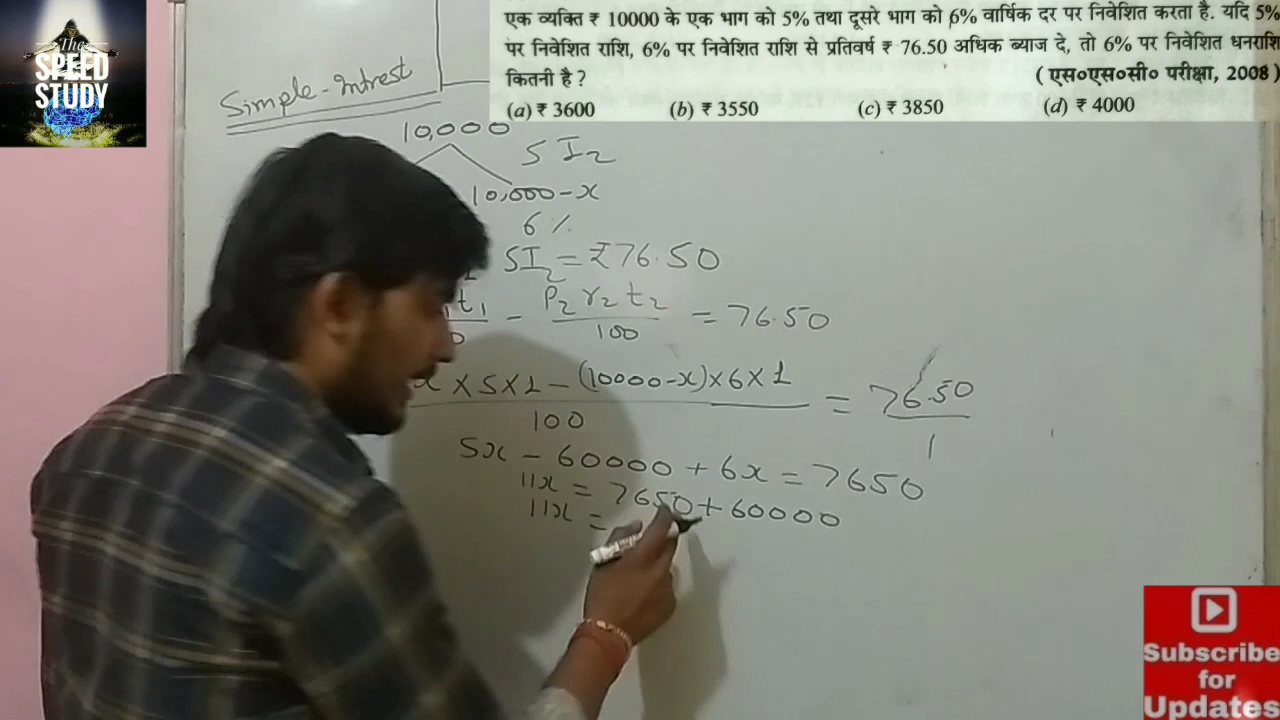 The
SPEED
STUDY
एक व्यक्ति ₹ 10000 के एक भाग को 5% तथा दूसरे भाग को 6% वार्षिक दर पर निवेशित करता है. यदि 5%
पर निवेशित राशि, 6% पर निवेशित राशि से प्रतिवर्ष ₹ 76.50 अधिक ब्याज दे, तो 6% पर निवेशित धनराशि
कितनी है ? ( एस०एस०सी० परीक्षा, 2008 )
(a) ₹ 3600 (b) ₹ 3550 (c) ₹ 3850 (d) ₹ 4000
Simple-Intrest
10,000
SI₂
10,000-x
6%
SI₂ = ₹76.50
t₁ - P₂ r₂ t₂ = 76.50
100
x × 5 × 1 - (10000-x) × 6 × 1 = 76.50
100 1
5x - 60000 + 6x = 7650
11x = 7650 + 60000
11x =
Subscribe
for
Updates